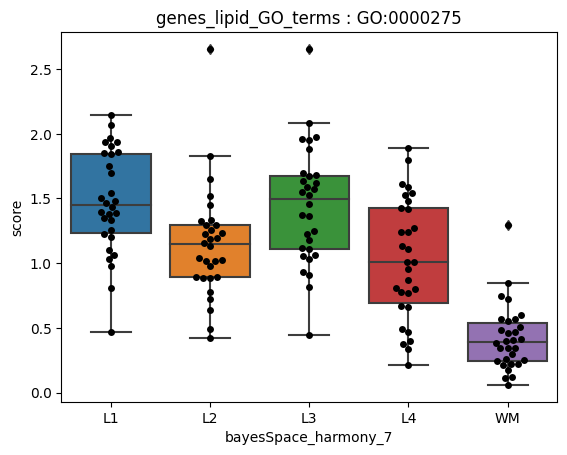 genes_lipid_GO_terms : GO:0000275
score
2.5
2.0
1.5
1.0
0.5
0.0
L1 L2 L3 L4 WM
bayesSpace_harmony_7